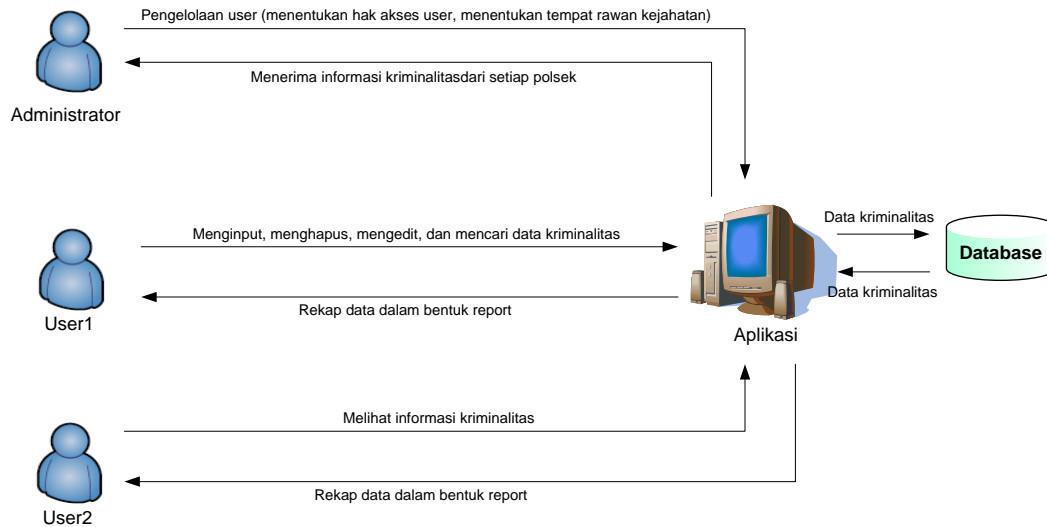 Pengelolaan user (menentukan hak akses user, menentukan tempat rawan kejahatan)
Menerima informasi kriminalitasdari setiap polsek
Administrator
Menginput, menghapus, mengedit, dan mencari data kriminalitas
Rekap data dalam bentuk report
User1
Data kriminalitas
Database
Data kriminalitas
Aplikasi
Melihat informasi kriminalitas
Rekap data dalam bentuk report
User2